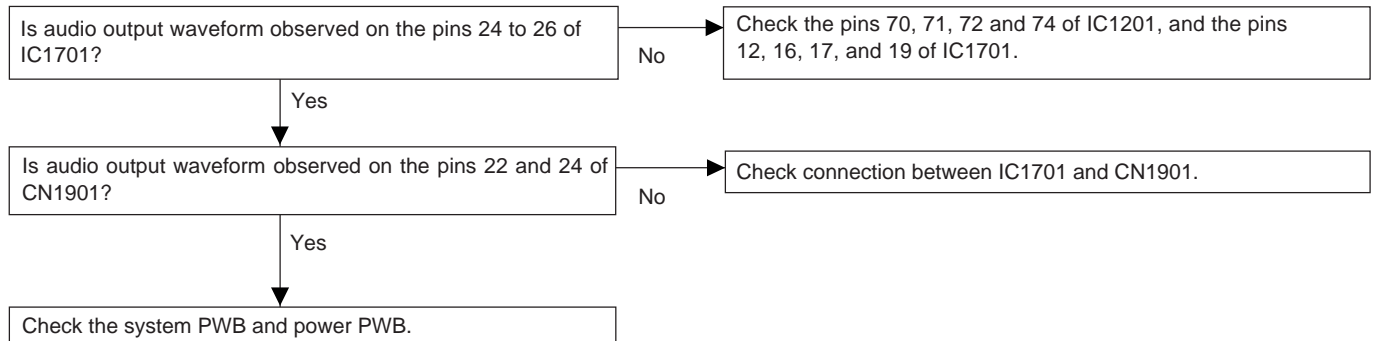 Is audio output waveform observed on the pins 24 to 26 of
IC1701?
No
Check the pins 70, 71, 72 and 74 of IC1201, and the pins
12, 16, 17, and 19 of IC1701.
Yes
Is audio output waveform observed on the pins 22 and 24 of
CN1901?
No
Check connection between IC1701 and CN1901.
Yes
Check the system PWB and power PWB.